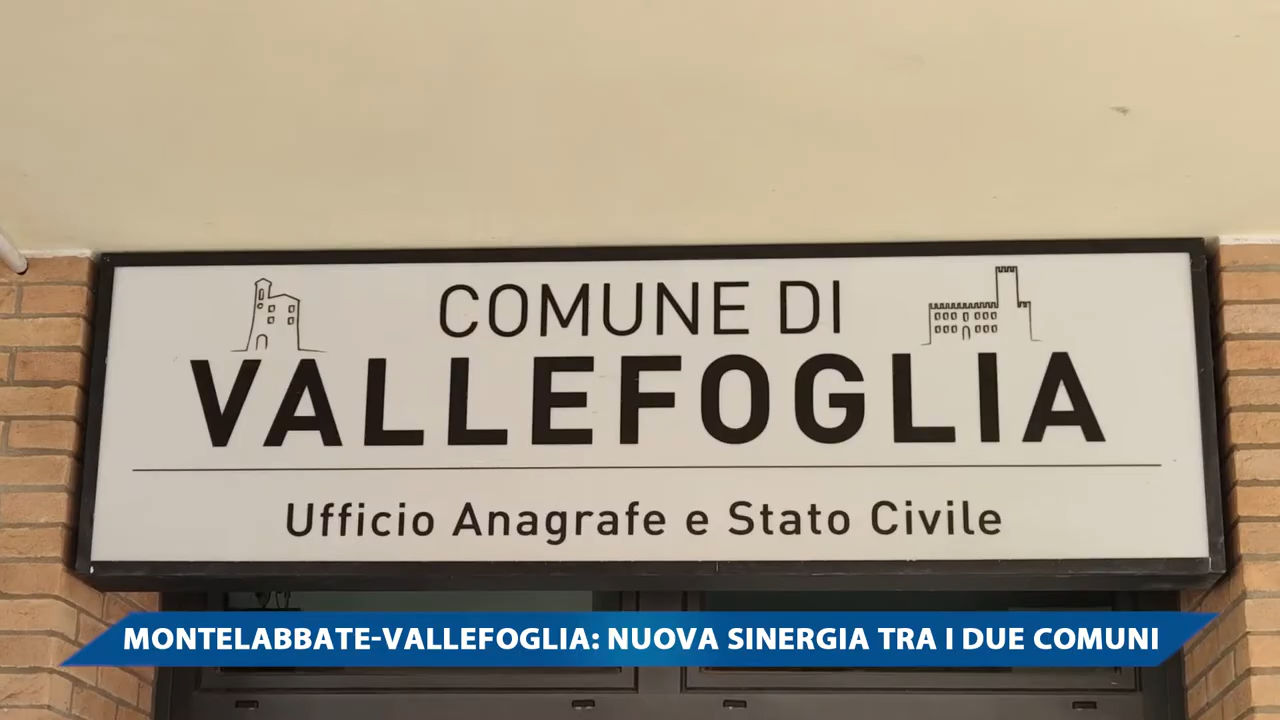 COMUNE DI
VALLEFOGLIA
Ufficio Anagrafe e Stato Civile
MONTELABBATE-VALLEFOGLIA: NUOVA SINERGIA TRA I DUE COMUNI